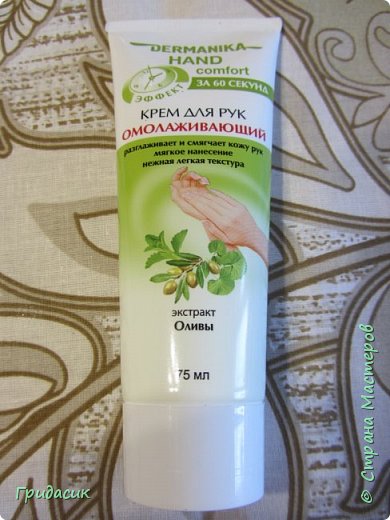 DERMANIKA
HAND
comfort
ЭФФЕКТ
ЗА 60 СЕКУНД
КРЕМ ДЛЯ РУК
ОМОЛАЖИВАЮЩИЙ
разглаживает и смягчает кожу рук
мягкое нанесение
нежная легкая текстура
экстракт
Оливы
75 мл
Гридасик
© Страна Мастеров